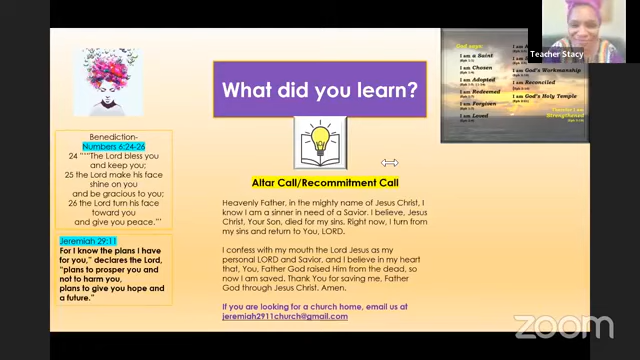 What did you learn?
Benediction-
Numbers 6:24-26
24 """The Lord bless you
and keep you;
25 the Lord make his face
shine on you
and be gracious to you;
26 the Lord turn his face
toward you
and give you peace."'
Jeremiah 29:11
For I know the plans I have
for you," declares the Lord,
"plans to prosper you and
not to harm you,
plans to give you hope and
a future."
Altar Call/Recommitment Call
Heavenly Father, in the mighty name of Jesus Christ, I
know I am a sinner in need of a Savior. I believe, Jesus
Christ, Your Son, died for my sins. Right now, I turn from
my sins and return to You, LORD.
I confess with my mouth the Lord Jesus as my
personal LORD and Savior, and I believe in my heart
that, You, Father God raised Him from the dead, so
now I am saved. Thank You for saving me, Father
God through Jesus Christ. Amen.
If you are looking for a church home, email us at
jeremiah2911church@gmail.com
God says:
I am a Saint
I am Chosen
I am Adopted
I am Redeemed
I am Forgiven
I am Loved
I am God's Workmanship
I am Reconciled
I am God's Holy Temple
Strengthened
Teacher Stacy
zoom